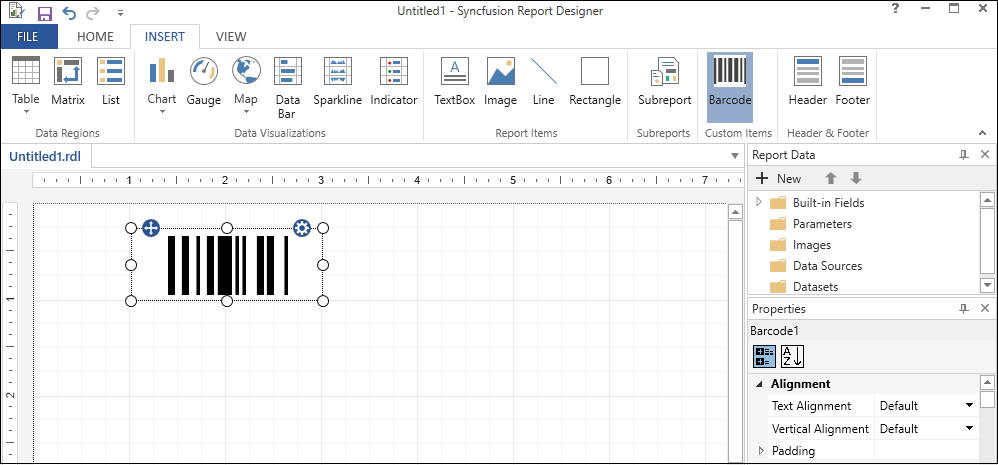 Untitled1 - Syncfusion Report Designer
?
FILE HOME INSERT VIEW
Table Matrix List Chart Gauge Map Data Bar Sparkline Indicator TextBox Image Line Rectangle Subreport Barcode Header Footer
Data Regions Data Visualizations Report Items Subreports Custom Items Header & Footer
Untitled1.rdl
1 2 3 4 5 6 7
1
2
Report Data
New
Built-in Fields
Parameters
Images
Data Sources
Datasets
Properties
Barcode1
A
Z
Alignment
Text Alignment Default
Vertical Alignment Default
Padding